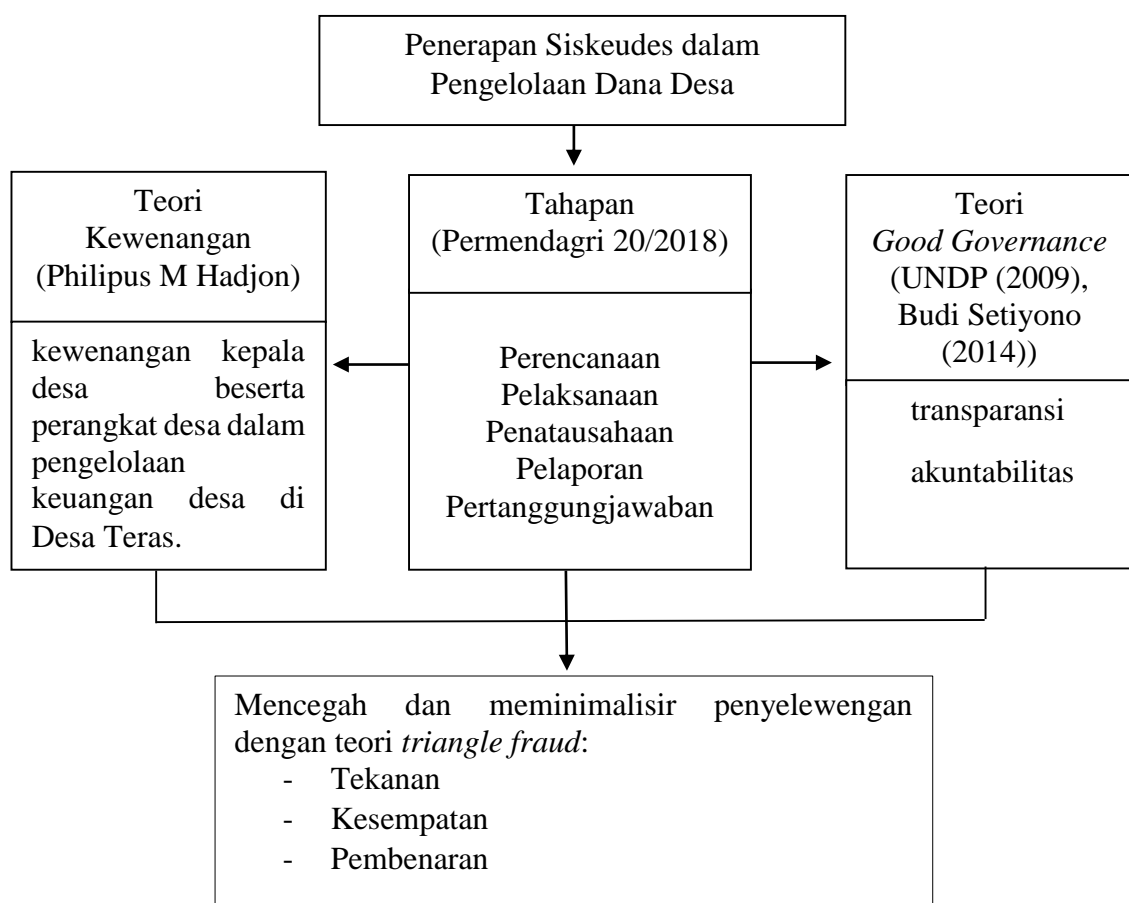 Penerapan Siskeudes dalam
Pengelolaan Dana Desa
Teori
Kewenangan
(Philipus M Hadjon)
kewenangan kepala
desa beserta
perangkat desa dalam
pengelolaan
keuangan desa di
Desa Teras.
Tahapan
(Permendagri 20/2018)
Perencanaan
Pelaksanaan
Penatausahaan
Pelaporan
Pertanggungjawaban
Teori
Good Governance
(UNDP (2009),
Budi Setiyono
(2014))
transparansi
akuntabilitas
Mencegah dan meminimalisir penyelewengan
dengan teori triangle fraud:
- Tekanan
- Kesempatan
- Pembenaran